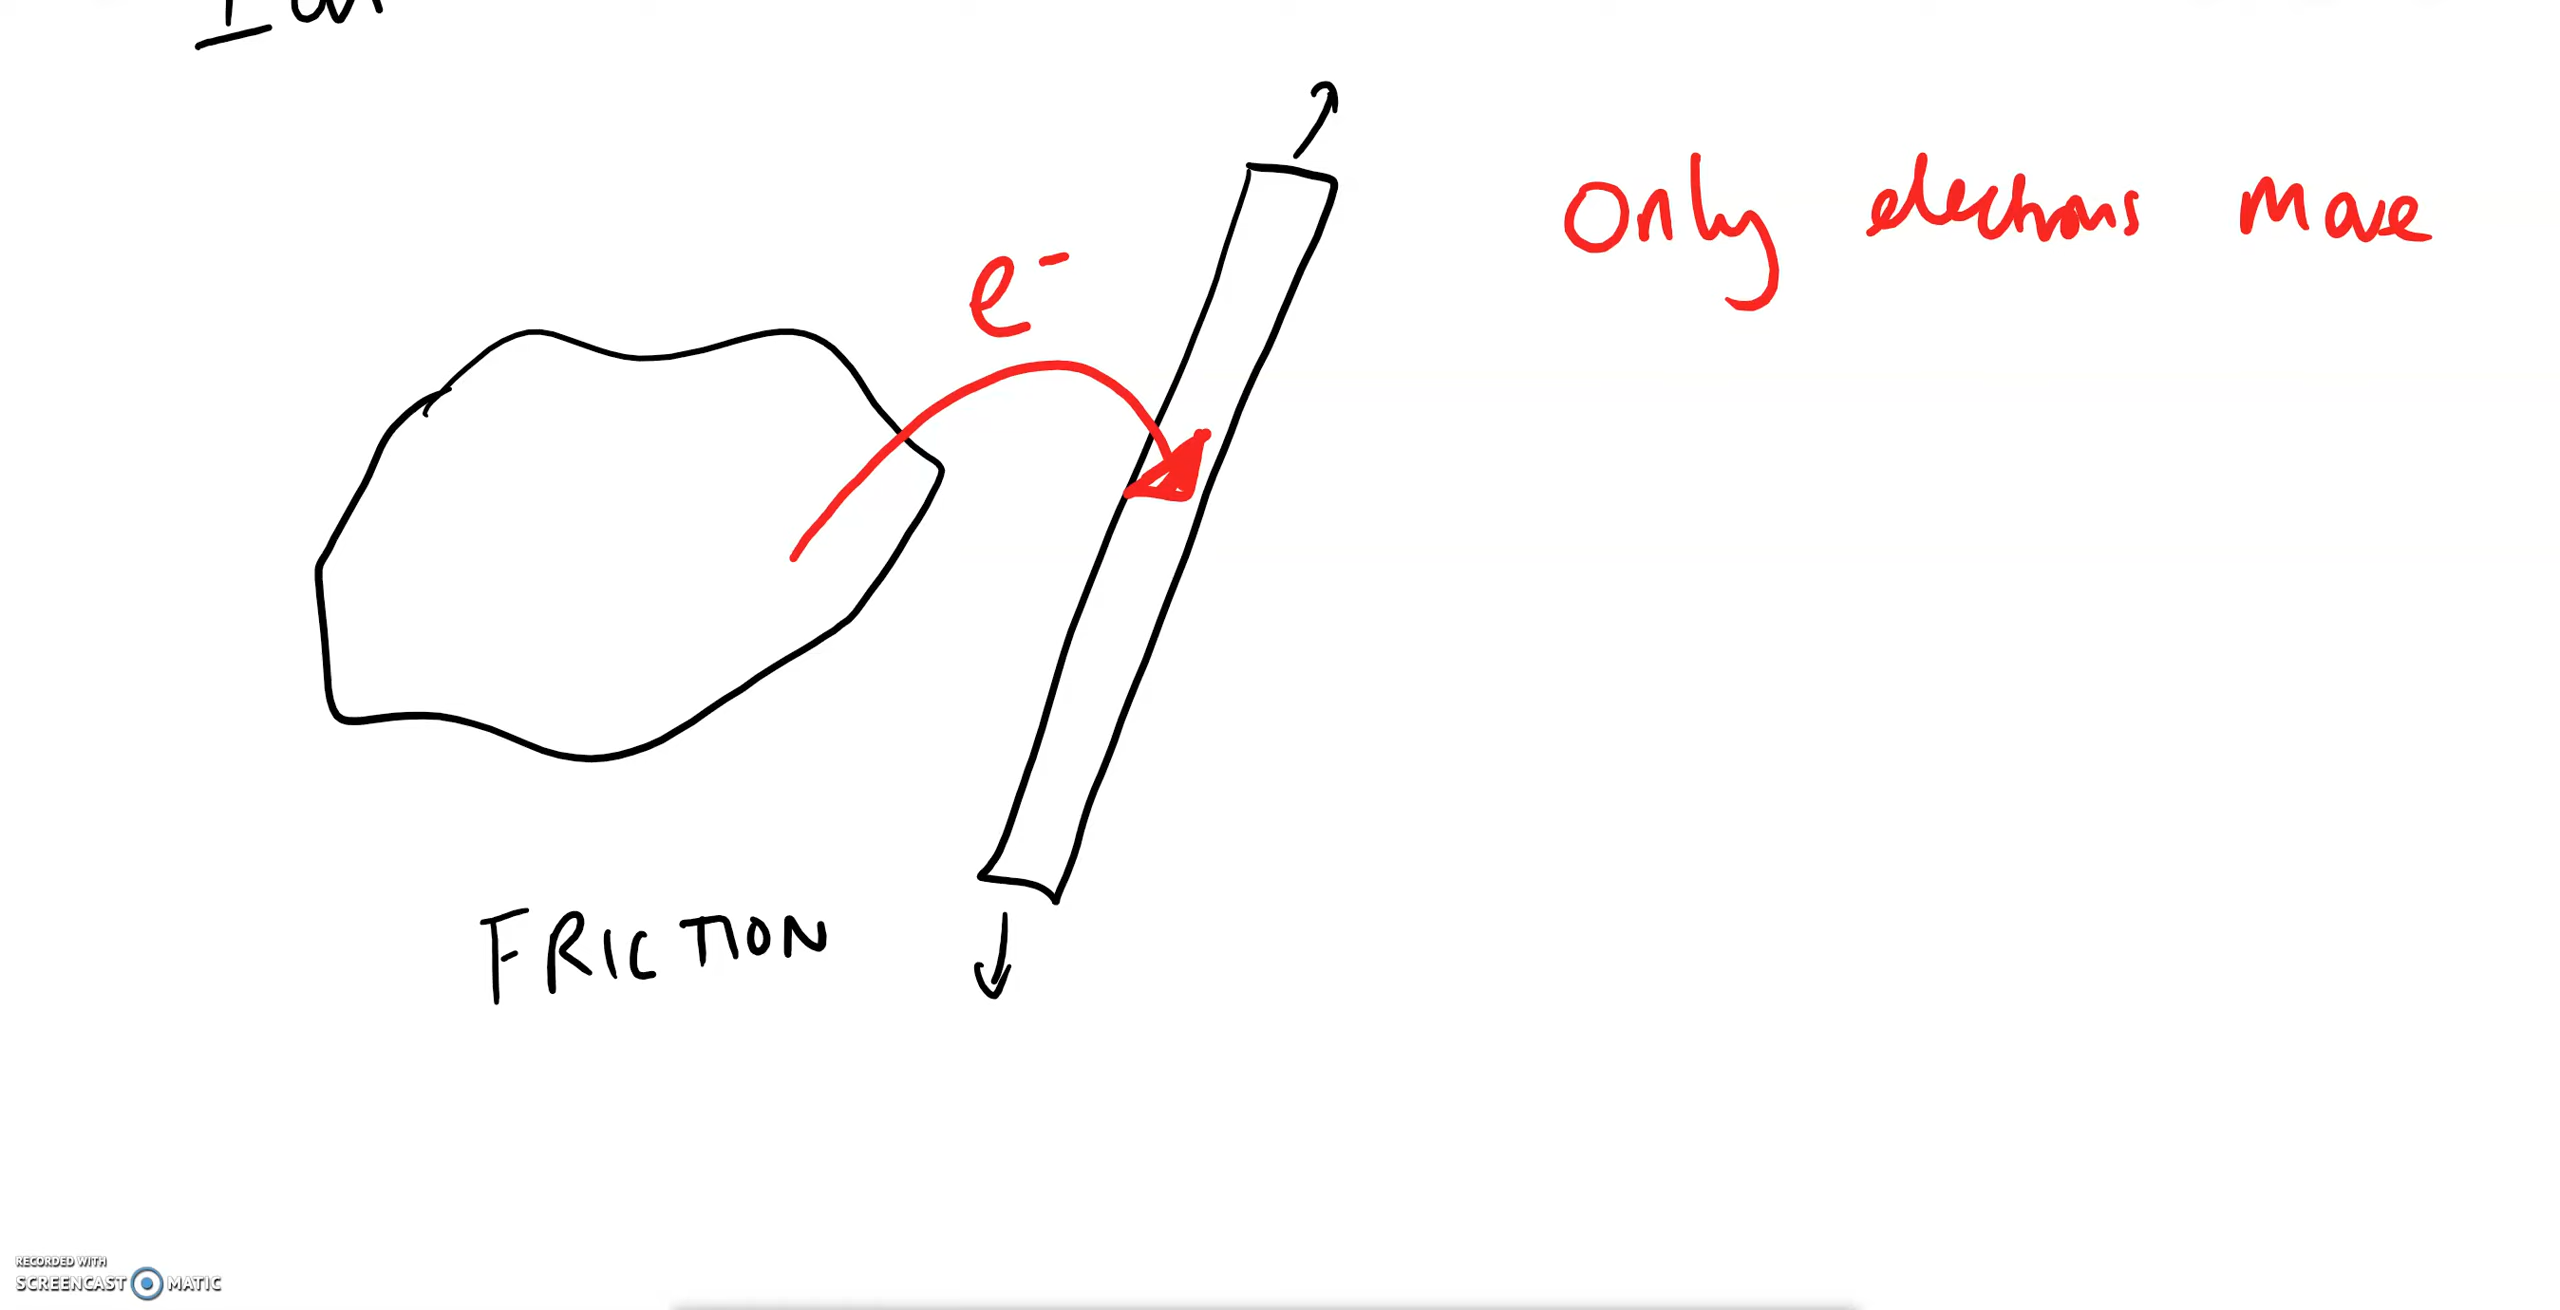 Only electrons move
e-
FRICTION
RECORDED WITH
SCREENCAST MATIC